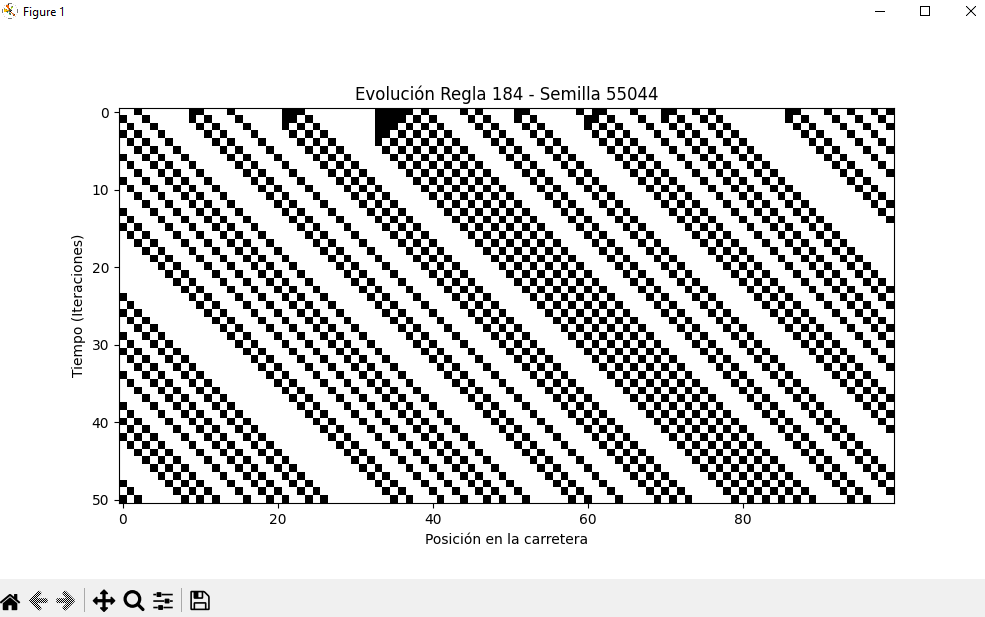 Figure 1
Evolución Regla 184 - Semilla 55044
0
10
20
30
40
50
Tiempo (Iteraciones)
0 20 40 60 80
Posición en la carretera